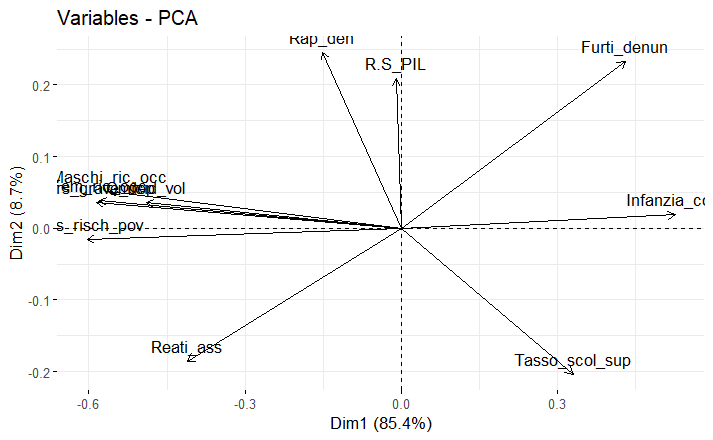 Variables - PCA
Rap_den
Furti_denun
R.S_PIL
0.2
0.1
Maschi_ric_occ
vol
Infanzia_co
0.0
s_risch_pov
-0.1
Reati_ass
Tasso_scol_sup
-0.2
-0.6
-0.3
0.0
0.3
Dim1 (85.4%)
Dim2 (8.7%)